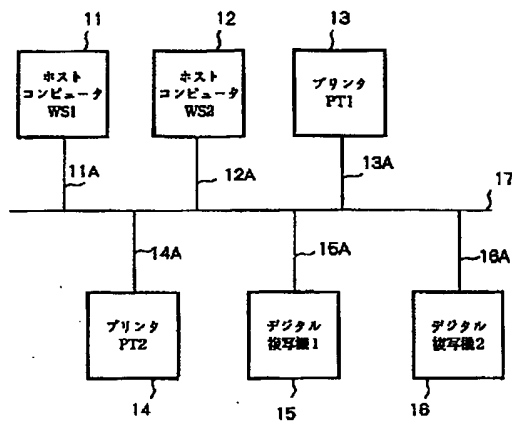 11
12
13
ホスト
コンピュータ
WS1
ホスト
コンピュータ
WS2
プリンタ
PT1
11A
12A
13A
17
14A
15A
16A
プリンタ
PT2
デジタル
複写機1
デジタル
複写機2
14
15
16